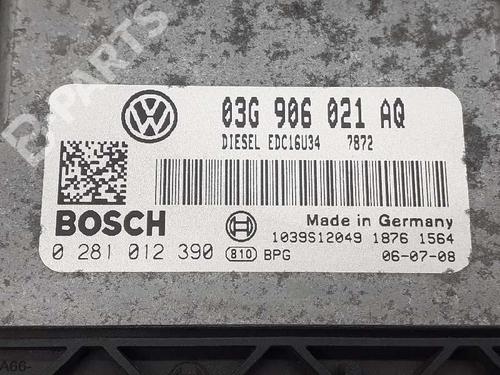 B-PARTS
03G 906 021 AQ
DIESEL EDC16U34 7872
BOSCH
Made in Germany
0 281 012 390
810 BPG
1039S12049 1876 1564
06-07-08
A66-